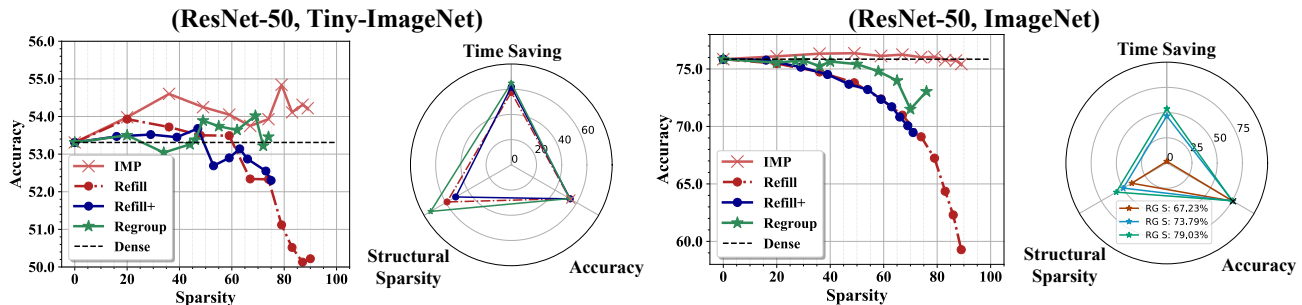 (ResNet-50, Tiny-ImageNet)
56.0
55.0
54.0
53.0
52.0
51.0
50.0
Accuracy
IMP
Refill
Refill+
Regroup
Dense
0
20
40
60
80
100
Sparsity
Time Saving
0
20
40
60
Structural
Sparsity
Accuracy
(ResNet-50, ImageNet)
75.0
70.0
65.0
60.0
Accuracy
IMP
Refill
Refill+
Regroup
Dense
0
20
40
60
80
100
Sparsity
Time Saving
0
25
50
75
RG S: 67.23%
RG S: 73.79%
RG S: 79.03%
Structural
Sparsity
Accuracy